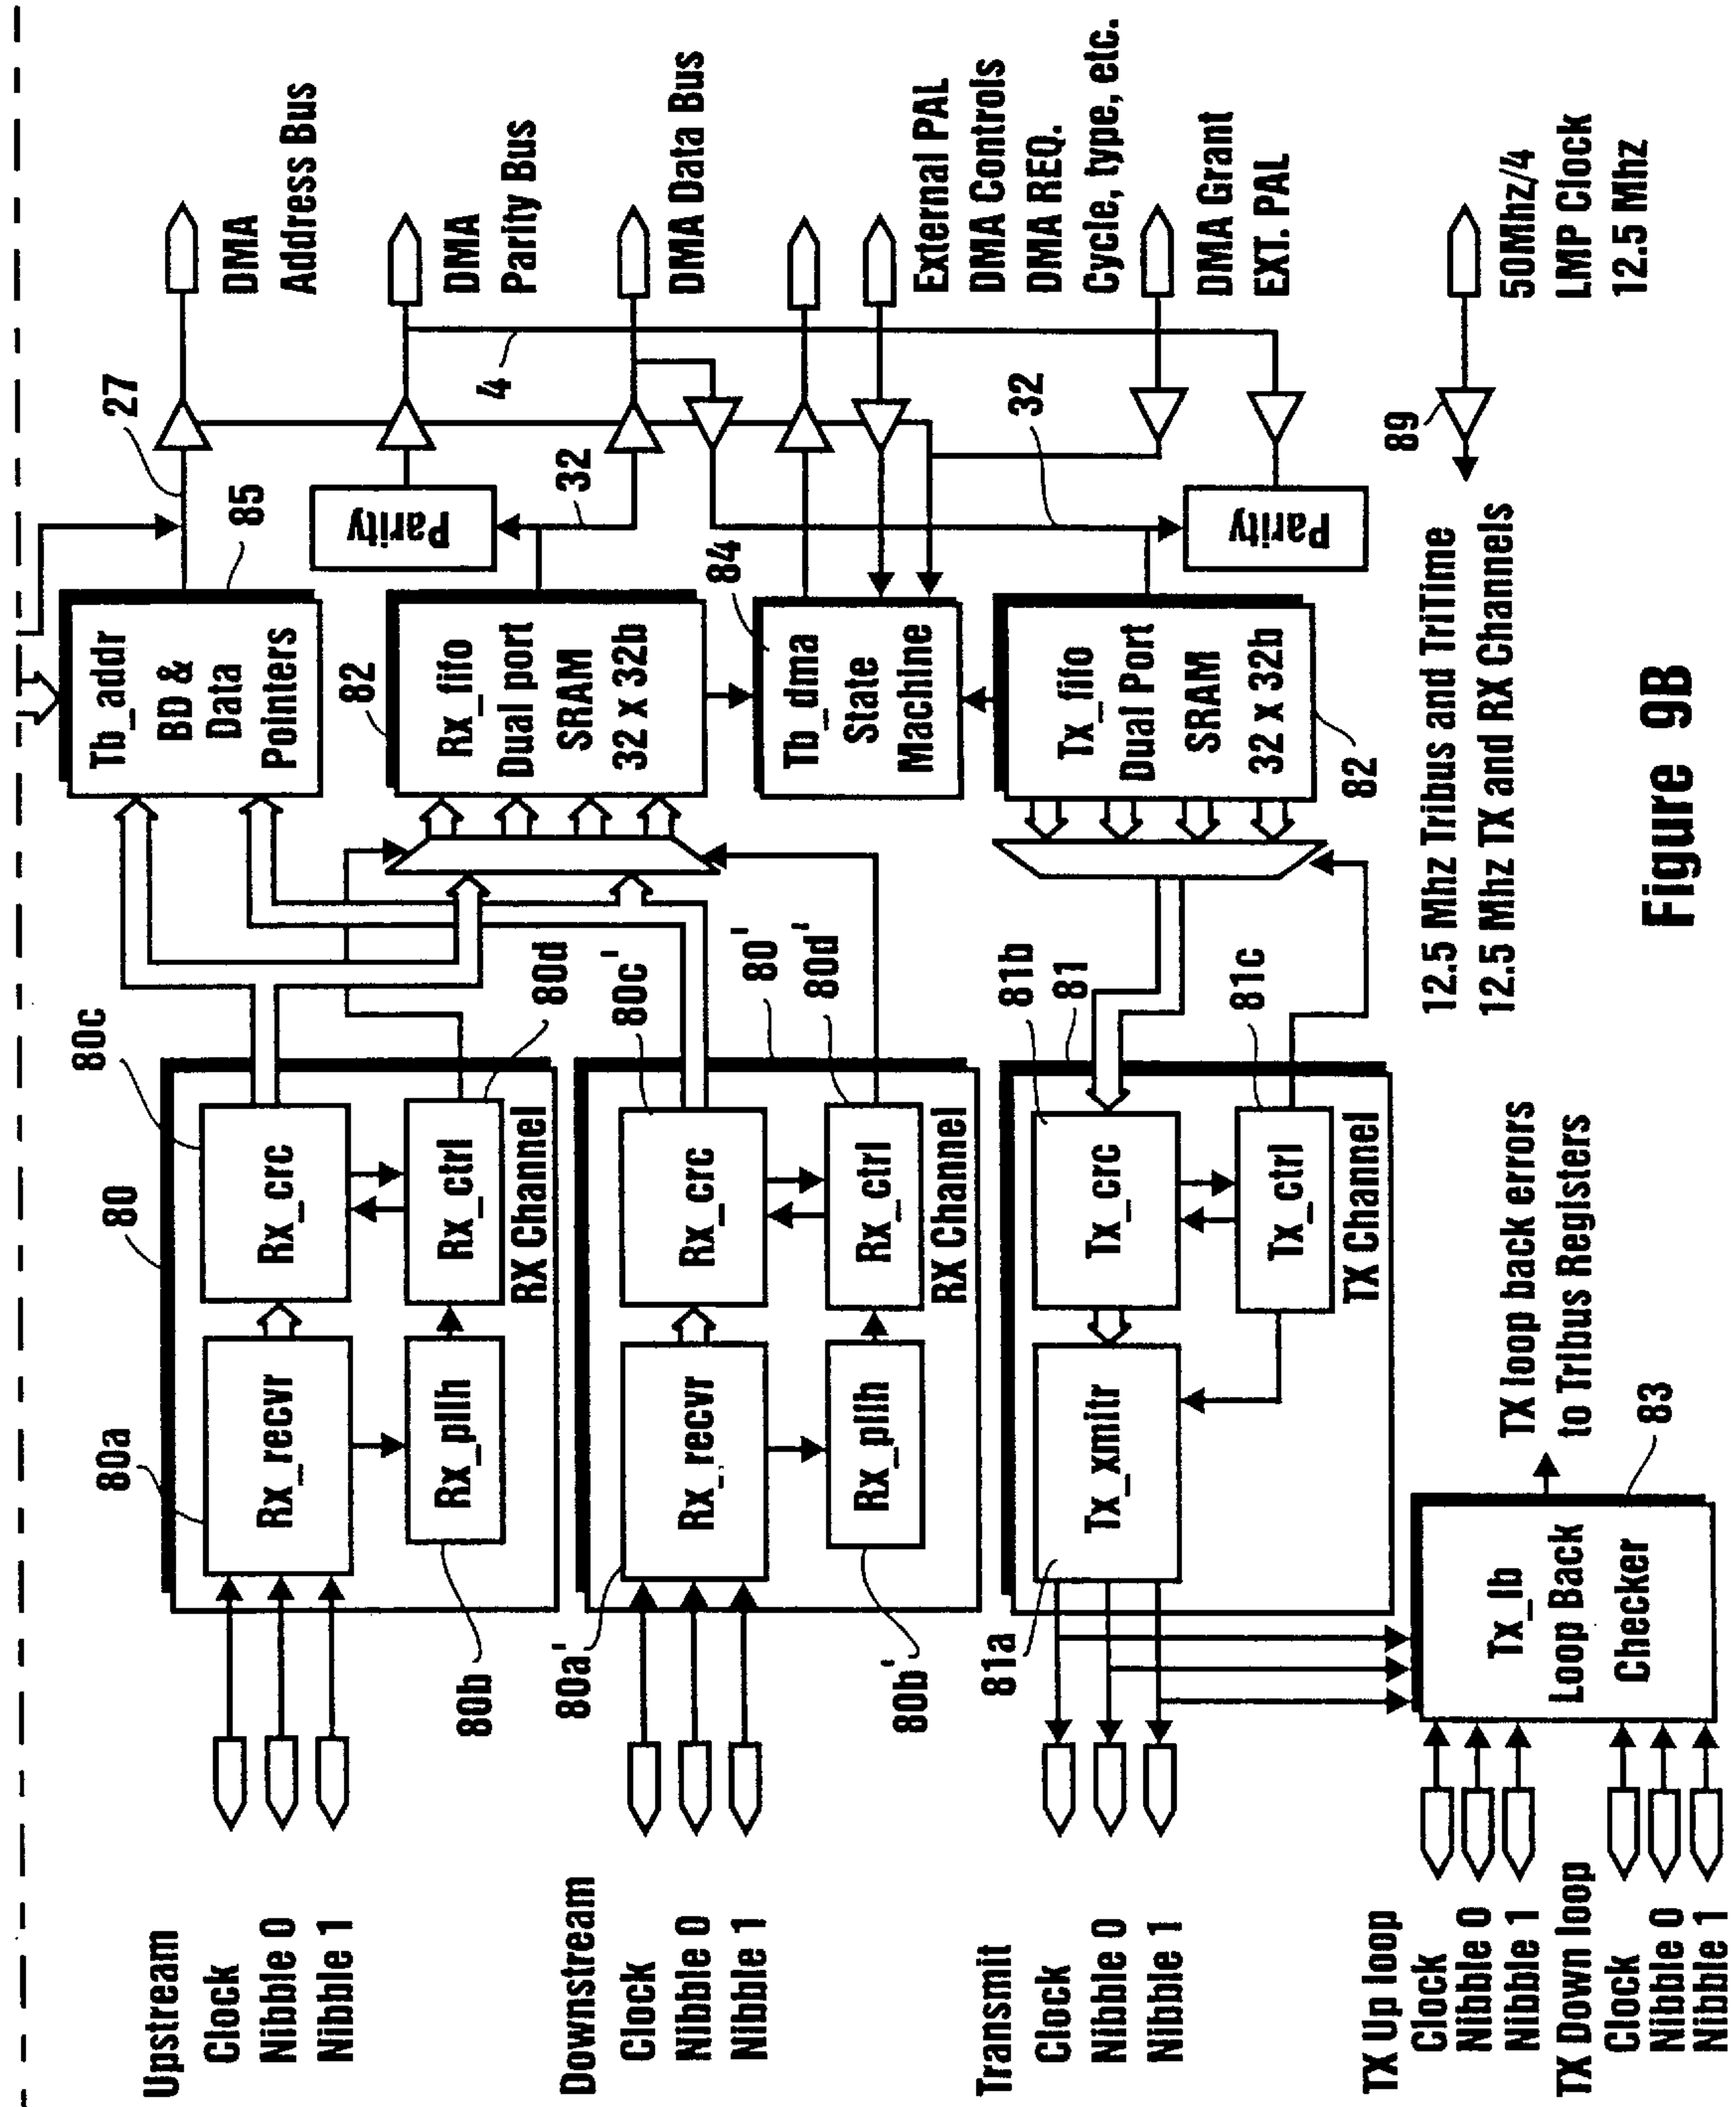 Upstream
Clock
Nibble 0
Nibble 1
80
80a
Rx_recvr
80b
Rx_pllh
80c
Rx_crc
80d
Rx_ctrl
RX Channel
Downstream
Clock
Nibble 0
Nibble 1
80'
80a'
Rx_recvr
80b'
Rx_pllh
80c'
Rx_crc
80d'
Rx_ctrl
RX Channel
Transmit
Clock
Nibble 0
Nibble 1
81
81a
Tx_xmitr
81b
Tx_crc
81c
Tx_ctrl
TX Channel
TX Up loop
Clock
Nibble 0
Nibble 1
TX Down loop
Clock
Nibble 0
Nibble 1
Tx_lb
Loop Back
Checker
83
TX loop back errors
to Tribus Registers
Tb_addr
BD &
Data
Pointers
85
82
Rx_fifo
Dual port
SRAM
32 x 32b
84
Tb_dma
State
Machine
Tx_fifo
Dual Port
SRAM
32 x 32b
82
27
Parity
32
4
32
Parity
DMA
Address Bus
DMA
Parity Bus
DMA Data Bus
External PAL
DMA Controls
DMA REQ.
Cycle, type, etc.
DMA Grant
EXT. PAL
89
50Mhz/4
LMP Clock
12.5 Mhz
12.5 Mhz Tribus and TriTime
12.5 Mhz TX and RX Channels
Figure 9B